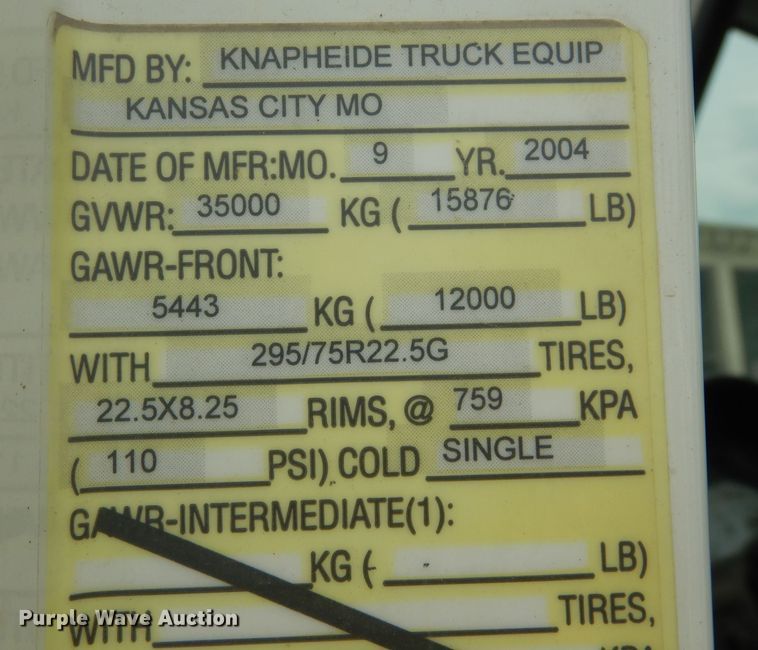 MFD BY: KNAPHEIDE TRUCK EQUIP
KANSAS CITY MO
DATE OF MFR:MO. 9 YR. 2004
GVWR: 35000 KG ( 15876 LB)
GAWR-FRONT:
5443 KG ( 12000 LB)
WITH 295/75R22.5G TIRES,
22.5X8.25 RIMS, @ 759 KPA
( 110 PSI) COLD SINGLE
GAWR-INTERMEDIATE(1):
KG ( LB)
WITH TIRES,
KPA
Purple Wave Auction